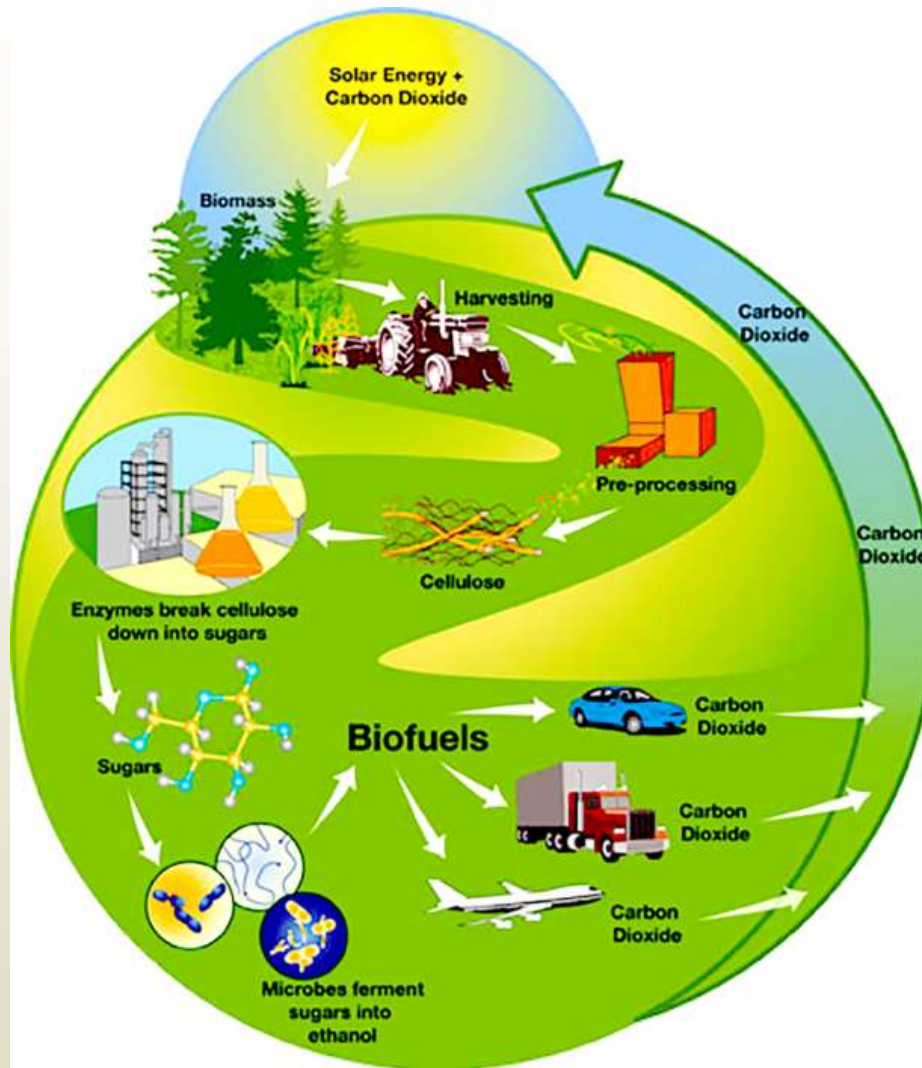 Solar Energy +
Carbon Dioxide
Biomass
Harvesting
Carbon
Dioxide
Pre-processing
Carbon
Dioxide
Cellulose
Enzymes break cellulose
down into sugars
Sugars
Biofuels
Carbon
Dioxide
Carbon
Dioxide
Carbon
Dioxide
Microbes ferment
sugars into
ethanol